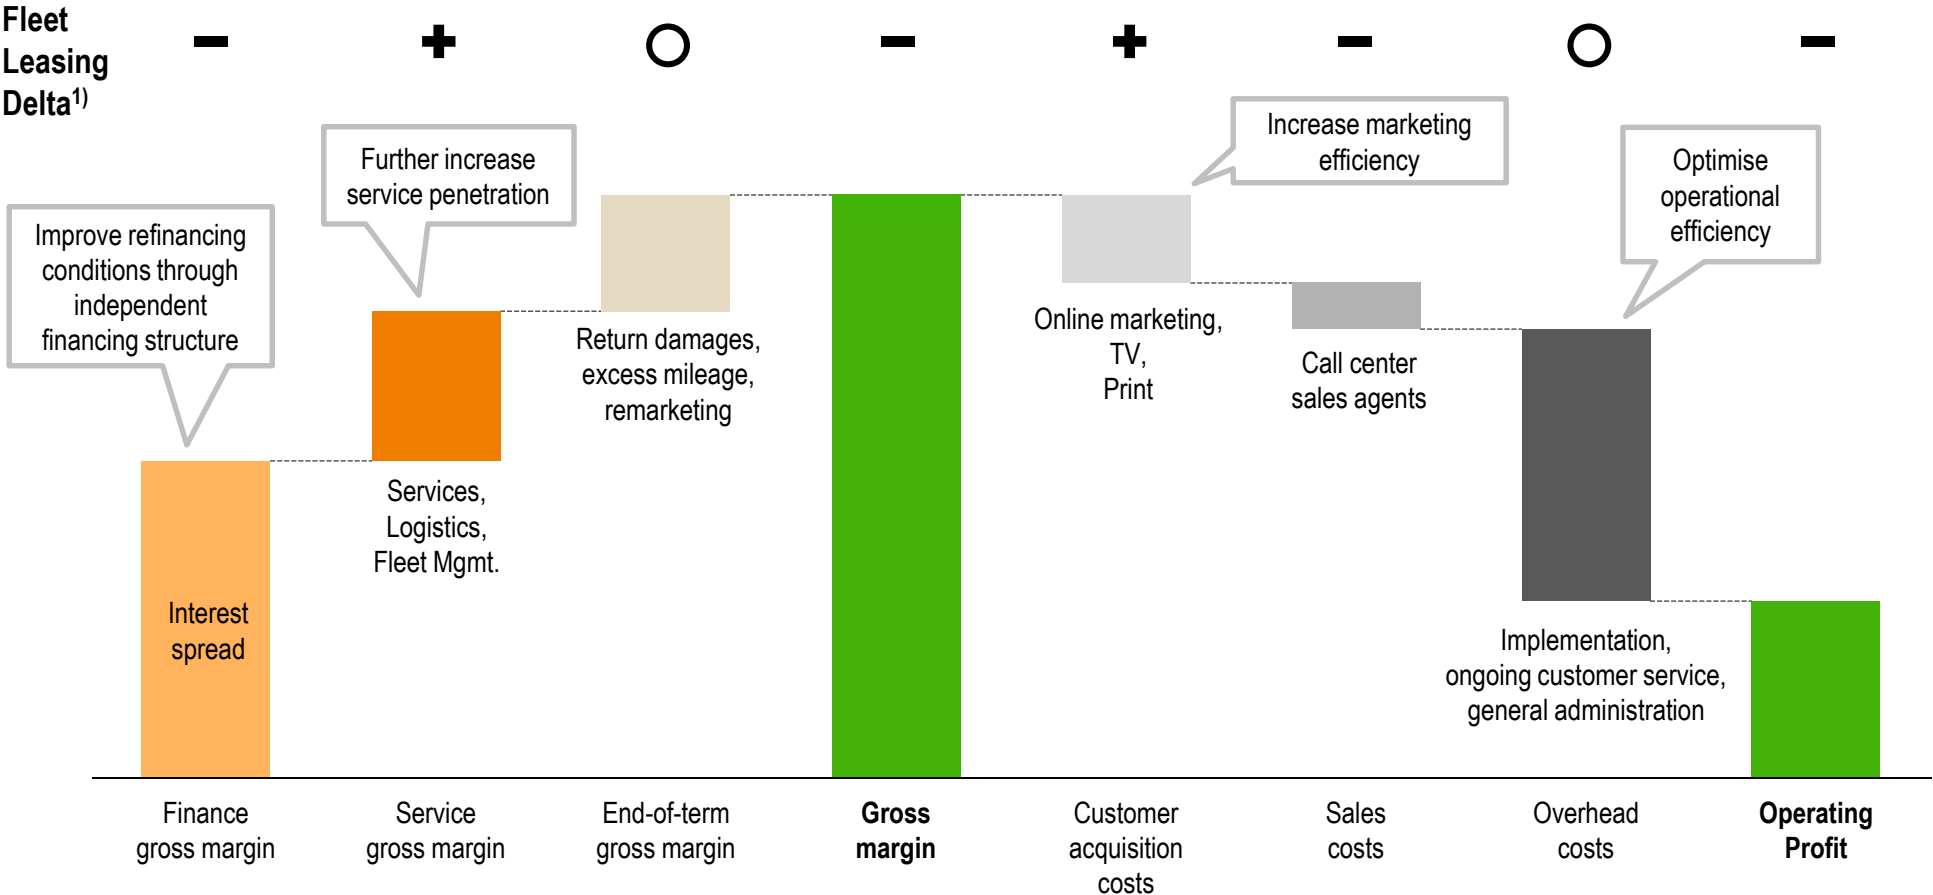 Fleet
Leasing
Delta1)
Increase marketing
efficiency
Further increase
service penetration
Optimise
operational
efficiency
Improve refinancing
conditions through
independent
financing structure
Return damages,
excess mileage,
remarketing
Online marketing,
TV,
Print
Call center
sales agents
Services,
Logistics,
Fleet Mgmt.
Interest
spread
Implementation,
ongoing customer service,
general administration
Finance
gross margin
Service
gross margin
End-of-term
gross margin
Gross
margin
Customer
acquisition
costs
Sales
costs
Overhead
costs
Operating
Profit